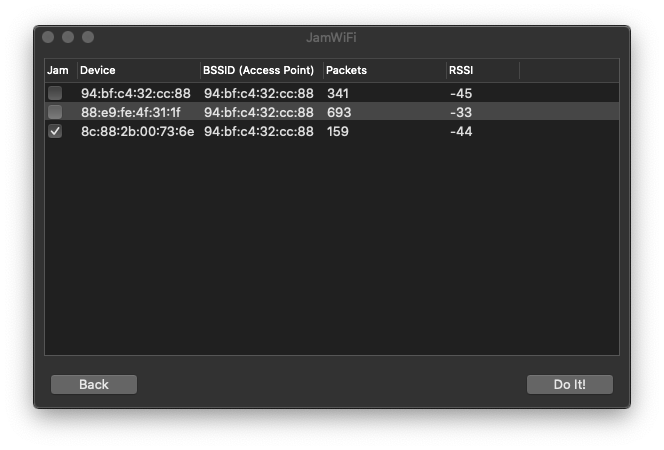 JamWiFi
Jam Device BSSID (Access Point) Packets RSSI
94:bf:c4:32:cc:88 94:bf:c4:32:cc:88 341 -45
88:e9:fe:4f:31:1f 94:bf:c4:32:cc:88 693 -33
8c:88:2b:00:73:6e 94:bf:c4:32:cc:88 159 -44
Back Do It!